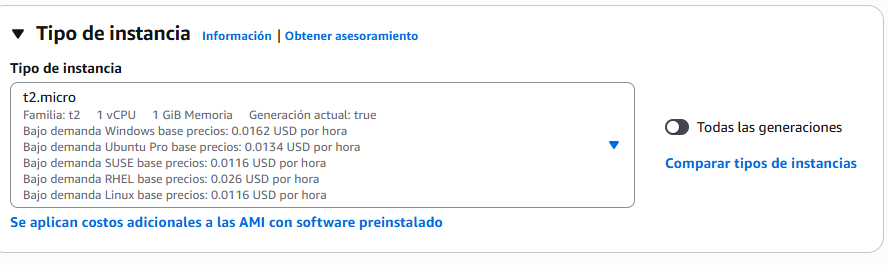 Tipo de instancia Información | Obtener asesoramiento
Tipo de instancia
t2.micro
Familia: t2 1 vCPU 1 GiB Memoria Generación actual: true
Bajo demanda Windows base precios: 0.0162 USD por hora
Bajo demanda Ubuntu Pro base precios: 0.0134 USD por hora
Bajo demanda SUSE base precios: 0.0116 USD por hora
Bajo demanda RHEL base precios: 0.026 USD por hora
Bajo demanda Linux base precios: 0.0116 USD por hora
Todas las generaciones
Comparar tipos de instancias
Se aplican costos adicionales a las AMI con software preinstalado